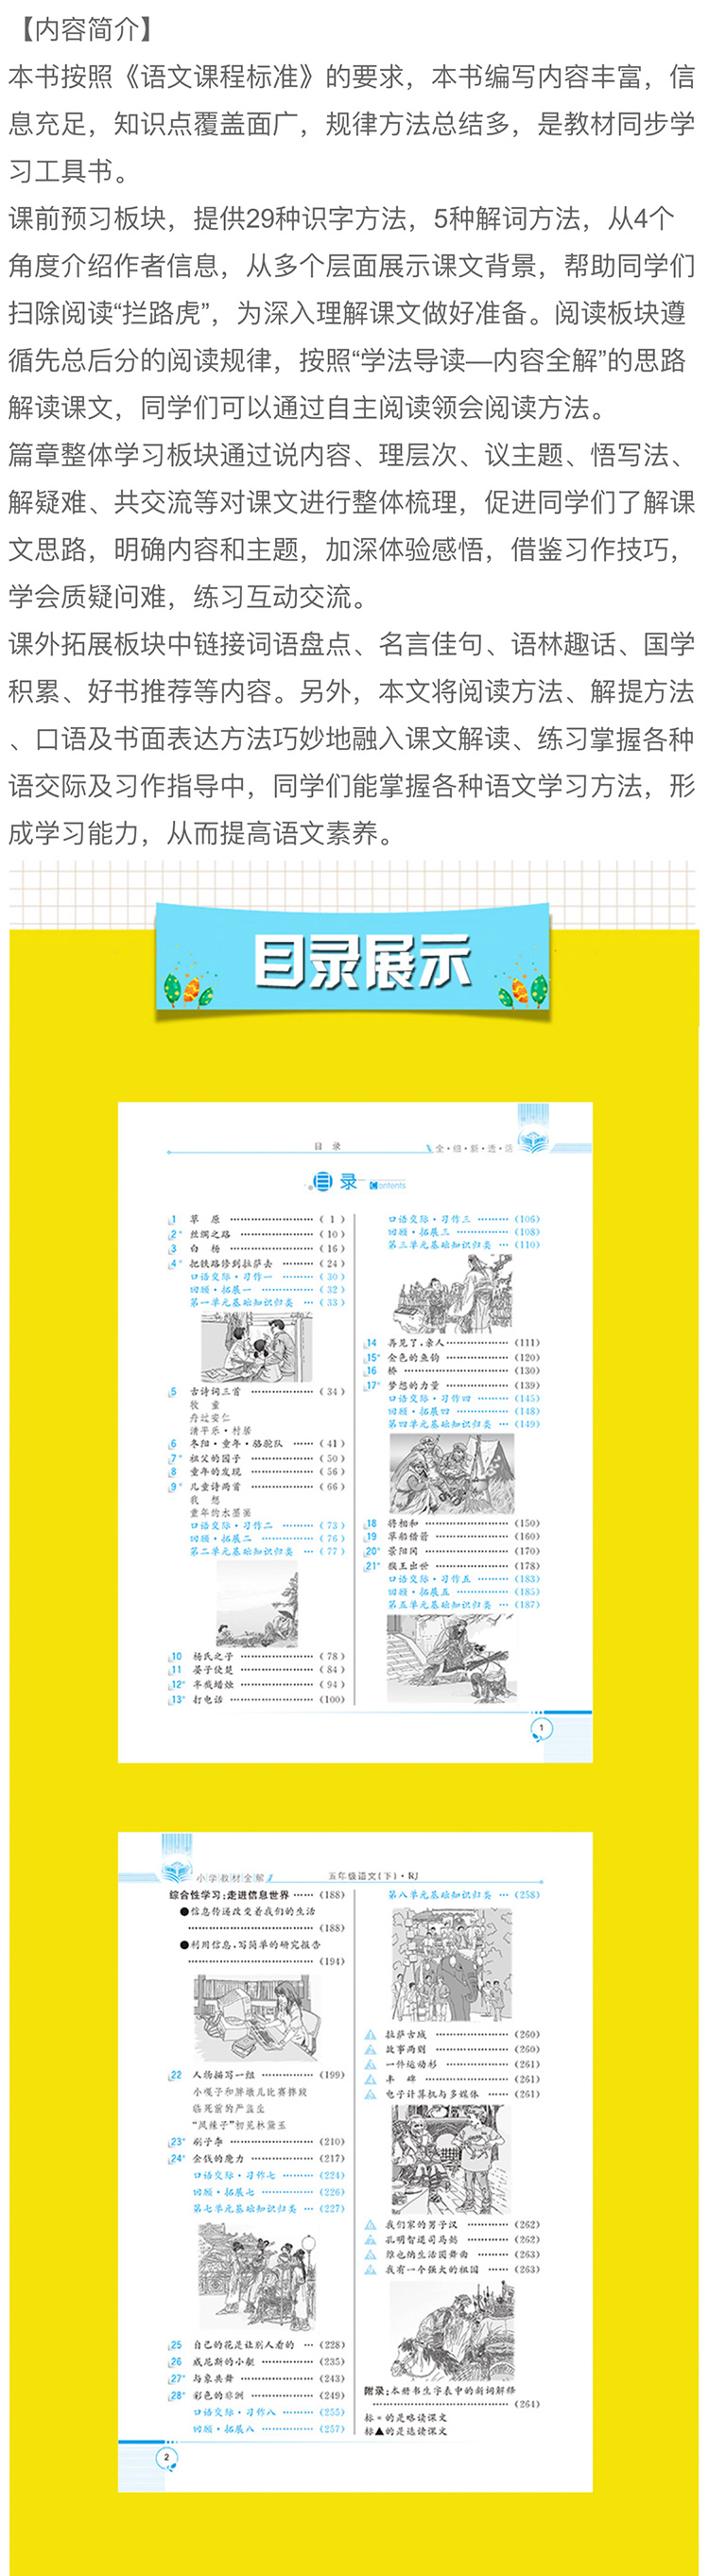 【内容简介】
本书按照《语文课程标准》的要求，本书编写内容丰富，信
息充足，知识点覆盖面广，规律方法总结多，是教材同步学
习工具书。
课前预习板块，提供29种识字方法，5种解词方法，从4个
角度介绍作者信息，从多个层面展示课文背景，帮助同学们
扫除阅读“拦路虎”，为深入理解课文做好准备。阅读板块遵
循先总后分的阅读规律，按照“学法导读—内容全解”的思路
解读课文，同学们可以通过自主阅读领会阅读方法。
篇章整体学习板块通过说内容、理层次、议主题、悟写法、
解疑难、共交流等对课文进行整体梳理，促进同学们了解课
文思路，明确内容和主题，加深体验感悟，借鉴习作技巧，
学会质疑问难，练习互动交流。
课外拓展板块中链接词语盘点、名言佳句、语林趣话、国学
积累、好书推荐等内容。另外，本文将阅读方法、解提方法
、口语及书面表达方法巧妙地融入课文解读、练习掌握各种
语交际及习作指导中，同学们能掌握各种语文学习方法，形
成学习能力，从而提高语文素养。
目录展示
目 录
全·细·新·透·活
目录 Contents
1 草 原 ……………… ( 1 )
2* 丝绸之路 ……………… ( 10 )
3 白 杨 ……………… ( 16 )
4* 把铁路修到拉萨去 ……… ( 24 )
口语交际·习作一 ……… ( 30 )
回顾·拓展一 ……… ( 32 )
第一单元基础知识归类 … ( 33 )
5 古诗词三首 ……………… ( 34 )
牧 童
舟过安仁
清平乐·村居
6 冬阳·童年·骆驼队 …… ( 41 )
7* 祖父的园子 ……………… ( 50 )
8 童年的发现 ……………… ( 56 )
9* 儿童诗两首 ……………… ( 66 )
我 想
童年的水墨画
口语交际·习作二 ……… ( 73 )
回顾·拓展二 ……… ( 76 )
第二单元基础知识归类 … ( 77 )
10 杨氏之子 ……………… ( 78 )
11 晏子使楚 ……………… ( 84 )
12* 半截蜡烛 ……………… ( 94 )
13* 打电话 ……………… (100)
口语交际·习作三 ……… (106)
回顾·拓展三 ……… (108)
第三单元基础知识归类 … (110)
14 再见了,亲人 ……………… (111)
15* 金色的鱼钩 ……………… (120)
16 桥 ……………… (130)
17* 梦想的力量 ……………… (139)
口语交际·习作四 ……… (145)
回顾·拓展四 ……… (148)
第四单元基础知识归类 … (149)
18 将相和 ……………… (150)
19 草船借箭 ……………… (160)
20* 景阳冈 ……………… (170)
21* 猴王出世 ……………… (178)
口语交际·习作五 ……… (183)
回顾·拓展五 ……… (185)
第五单元基础知识归类 … (187)
1
小学教材全解
五年级语文(下)·RJ
综合性学习:走进信息世界 …… (188)
●信息传递改变着我们的生活
……………… (188)
●利用信息,写简单的研究报告
……………… (194)
22 人物描写一组 ……………… (199)
小嘎子和胖墩儿比赛摔跤
临死前的严监生
“凤辣子”初见林黛玉
23* 刷子李 ……………… (210)
24* 金钱的魔力 ……………… (217)
口语交际·习作七 ……… (224)
回顾·拓展七 ……… (226)
第七单元基础知识归类 … (227)
25 自己的花是让别人看的 … (228)
26 威尼斯的小艇 ……………… (235)
27* 与象共舞 ……………… (243)
28* 彩色的非洲 ……………… (249)
口语交际·习作八 ……… (255)
回顾·拓展八 ……… (257)
第八单元基础知识归类 … (258)
拉萨古城 ……………… (260)
故事两则 ……………… (260)
一件运动衫 ……………… (261)
丰 碑 ……………… (261)
电子计算机与多媒体 …… (261)
我们家的男子汉 ……… (262)
孔明智退司马懿 ……… (262)
维也纳生活圆舞曲 ……… (263)
我有一个强大的祖国 …… (263)
附录:本册书生字表中的新词解释
……………… (264)
标*的是略读课文
标▲的是选读课文
2